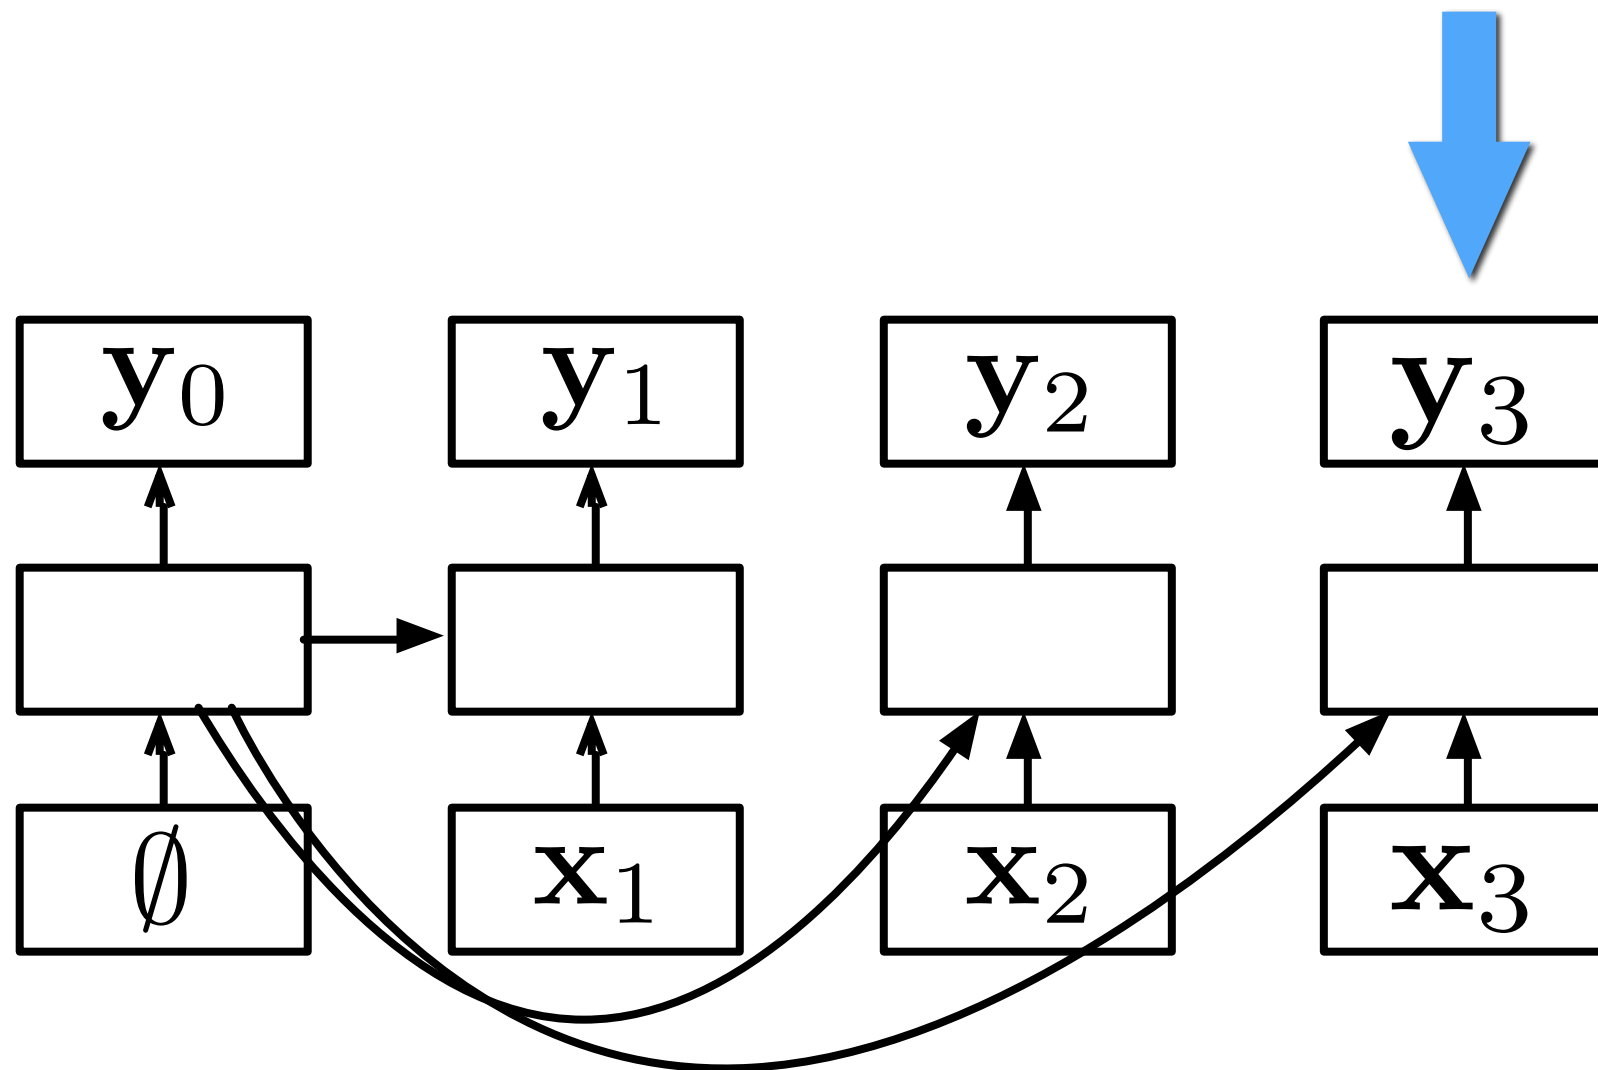 y₀ y₁ y₂ y₃
∅ x₁ x₂ x₃